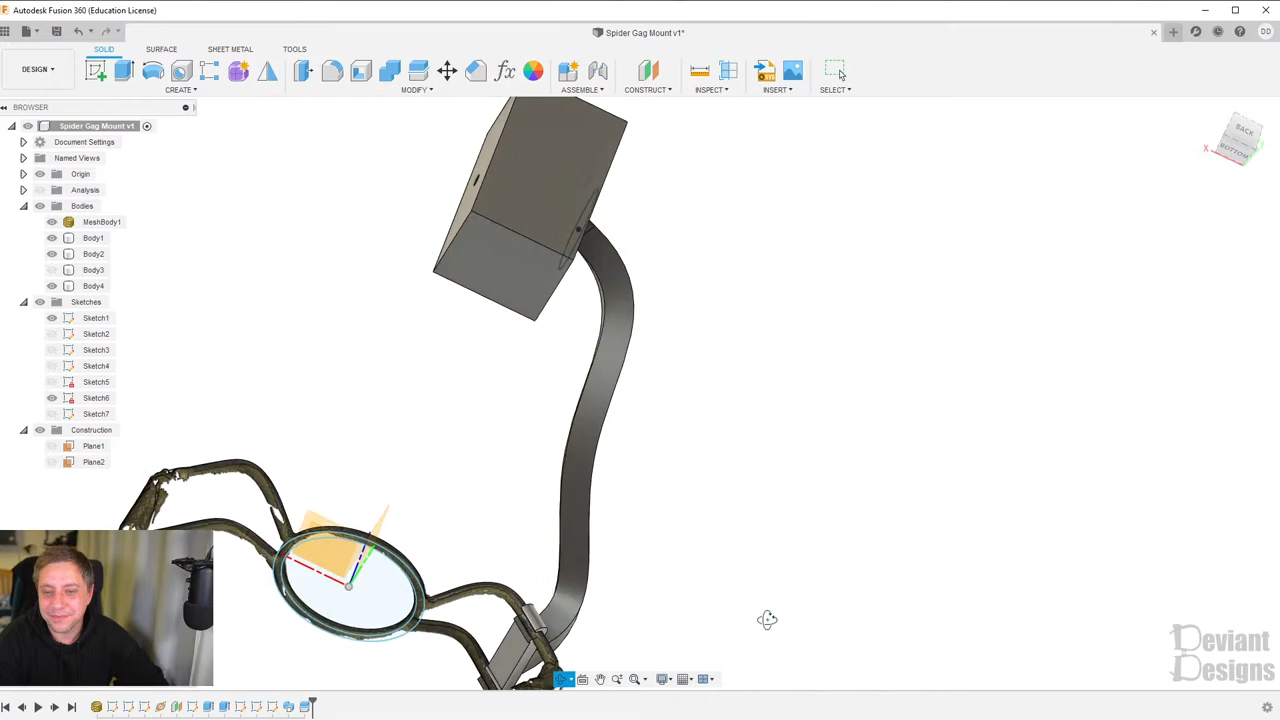 Autodesk Fusion 360 (Education License)
Spider Gag Mount v1*
DD
DESIGN
SOLID
SURFACE
SHEET METAL
TOOLS
CREATE
MODIFY
ASSEMBLE
CONSTRUCT
INSPECT
INSERT
SELECT
BROWSER
Spider Gag Mount v1
Document Settings
Named Views
Origin
Analysis
Bodies
MeshBody1
Body1
Body2
Body3
Body4
Sketches
Sketch1
Sketch2
Sketch3
Sketch4
Sketch5
Sketch6
Sketch7
Construction
Plane1
Plane2
BACK
BOTTOM
X
Deviant
Designs